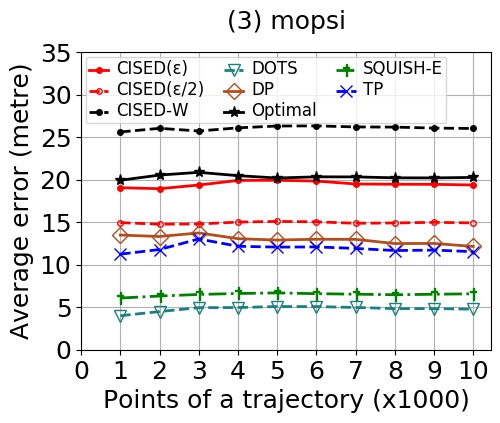 (3) mopsi
Average error (metre)
35
30
25
20
15
10
5
0
CISED(ε)
CISED(ε/2)
CISED-W
DOTS
DP
Optimal
SQUISH-E
TP
0 1 2 3 4 5 6 7 8 9 10
Points of a trajectory (x1000)